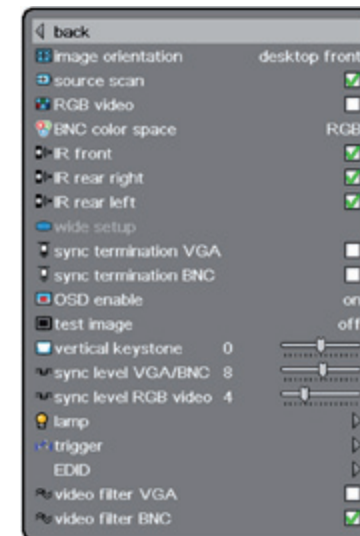 back
image orientation desktop front
source scan
RGB video
BNC color space RGB
IR front
IR rear right
IR rear left
wide setup
sync termination VGA
sync termination BNC
OSD enable on
test image off
vertical keystone 0
sync level VGA/BNC 8
sync level RGB video 4
lamp
trigger
EDID
video filter VGA
video filter BNC